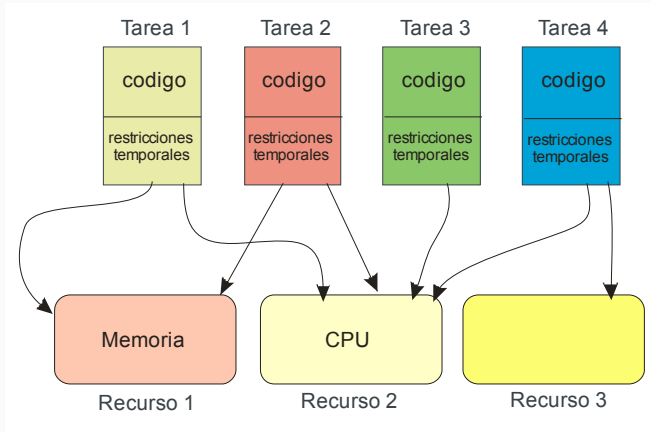 Tarea 1 Tarea 2 Tarea 3 Tarea 4
codigo codigo codigo codigo
restricciones restricciones restricciones restricciones
temporales temporales temporales temporales
Memoria CPU
Recurso 1 Recurso 2 Recurso 3